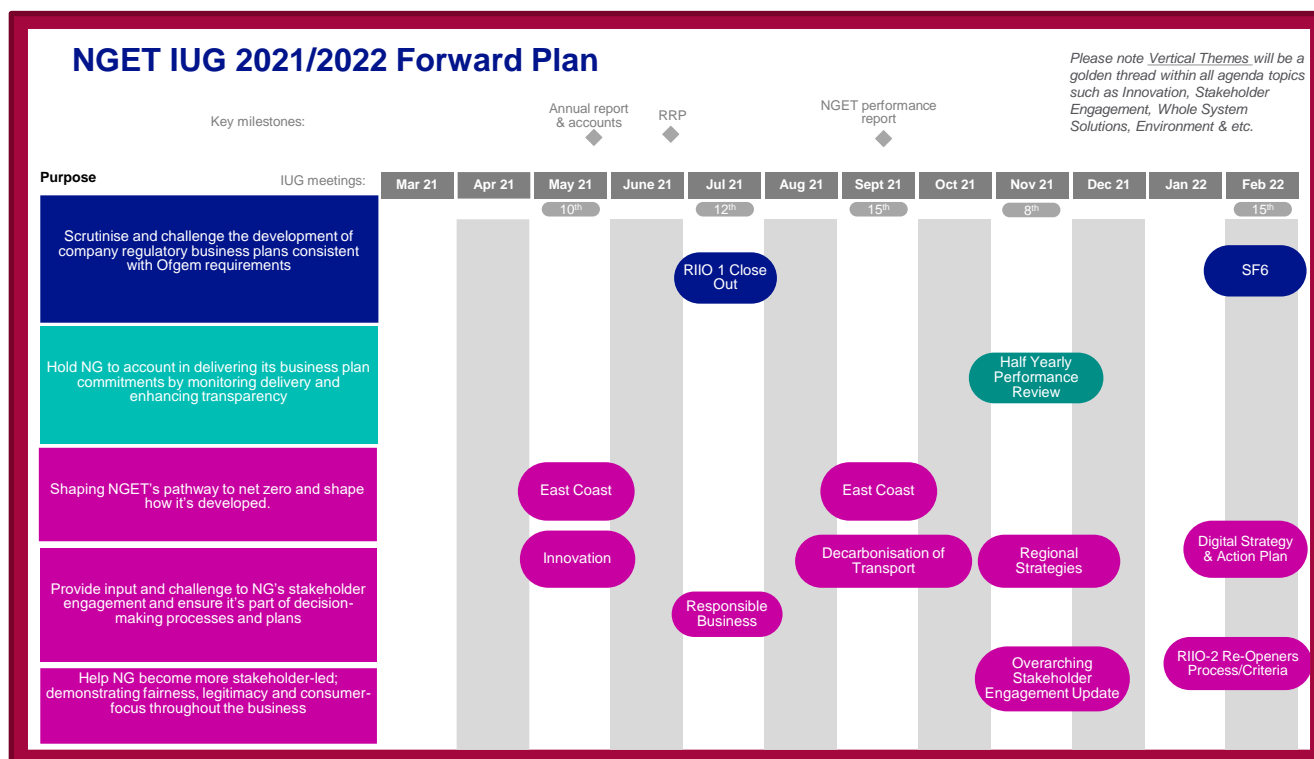 NGET IUG 2021/2022 Forward Plan
Please note Vertical Themes will be a
golden thread within all agenda topics
such as Innovation, Stakeholder
Engagement, Whole System
Solutions, Environment & etc.
Key milestones:
Annual report
& accounts
RRP
NGET performance
report
Purpose
IUG meetings:
Mar 21
Apr 21
May 21
June 21
Jul 21
Aug 21
Sept 21
Oct 21
Nov 21
Dec 21
Jan 22
Feb 22
10th
12th
15th
8th
15th
Scrutinise and challenge the development of
company regulatory business plans consistent
with Ofgem requirements
RIIO 1 Close
Out
SF6
Hold NG to account in delivering its business plan
commitments by monitoring delivery and
enhancing transparency
Half Yearly
Performance
Review
Shaping NGET's pathway to net zero and shape
how it's developed.
East Coast
East Coast
Innovation
Decarbonisation of
Transport
Regional
Strategies
Digital Strategy
& Action Plan
Provide input and challenge to NG's stakeholder
engagement and ensure it's part of decision-
making processes and plans
Responsible
Business
Help NG become more stakeholder-led;
demonstrating fairness, legitimacy and consumer-
focus throughout the business
Overarching
Stakeholder
Engagement Update
RIIO-2 Re-Openers
Process/Criteria